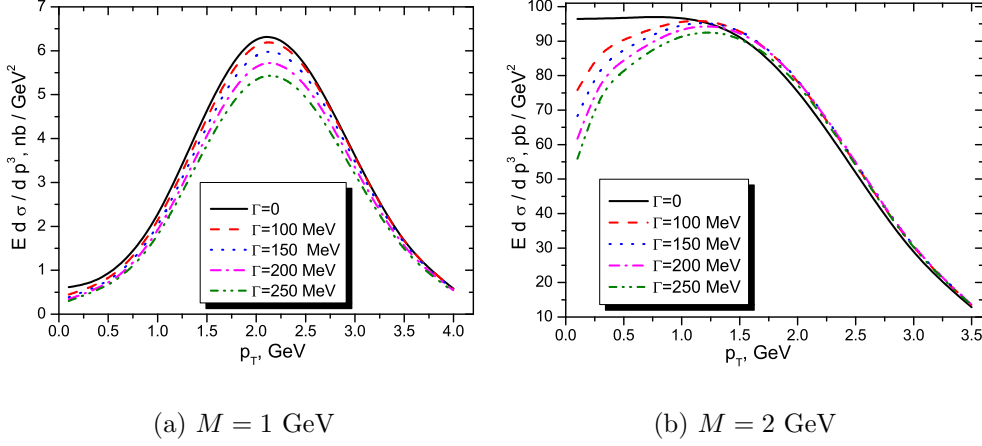 7
6
5
4
3
2
1
0
E d σ / d p³, nb / GeV²
Γ=0
Γ=100 MeV
Γ=150  MeV
Γ=200 MeV
Γ=250 MeV
0.0 0.5 1.0 1.5 2.0 2.5 3.0 3.5 4.0
p_T, GeV
(a) M = 1 GeV
100
90
80
70
60
50
40
30
20
10
E d σ / d p³, pb / GeV²
Γ=0
Γ=100 MeV
Γ=150 MeV
Γ=200 MeV
Γ=250 MeV
0.0 0.5 1.0 1.5 2.0 2.5 3.0 3.5
p_T, GeV
(b) M = 2 GeV